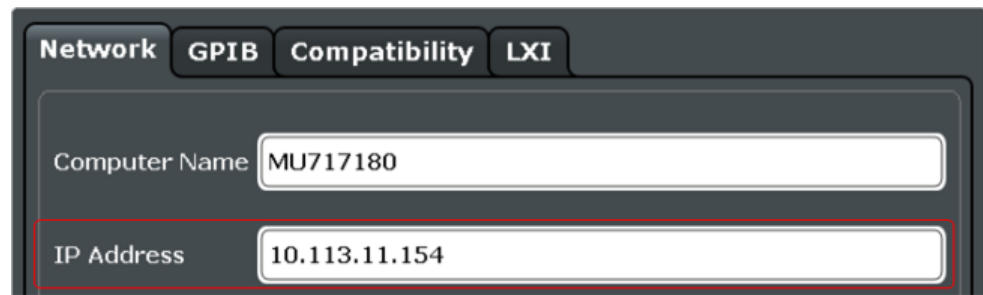 Network GPIB Compatibility LXI
Computer Name MU717180
IP Address 10.113.11.154